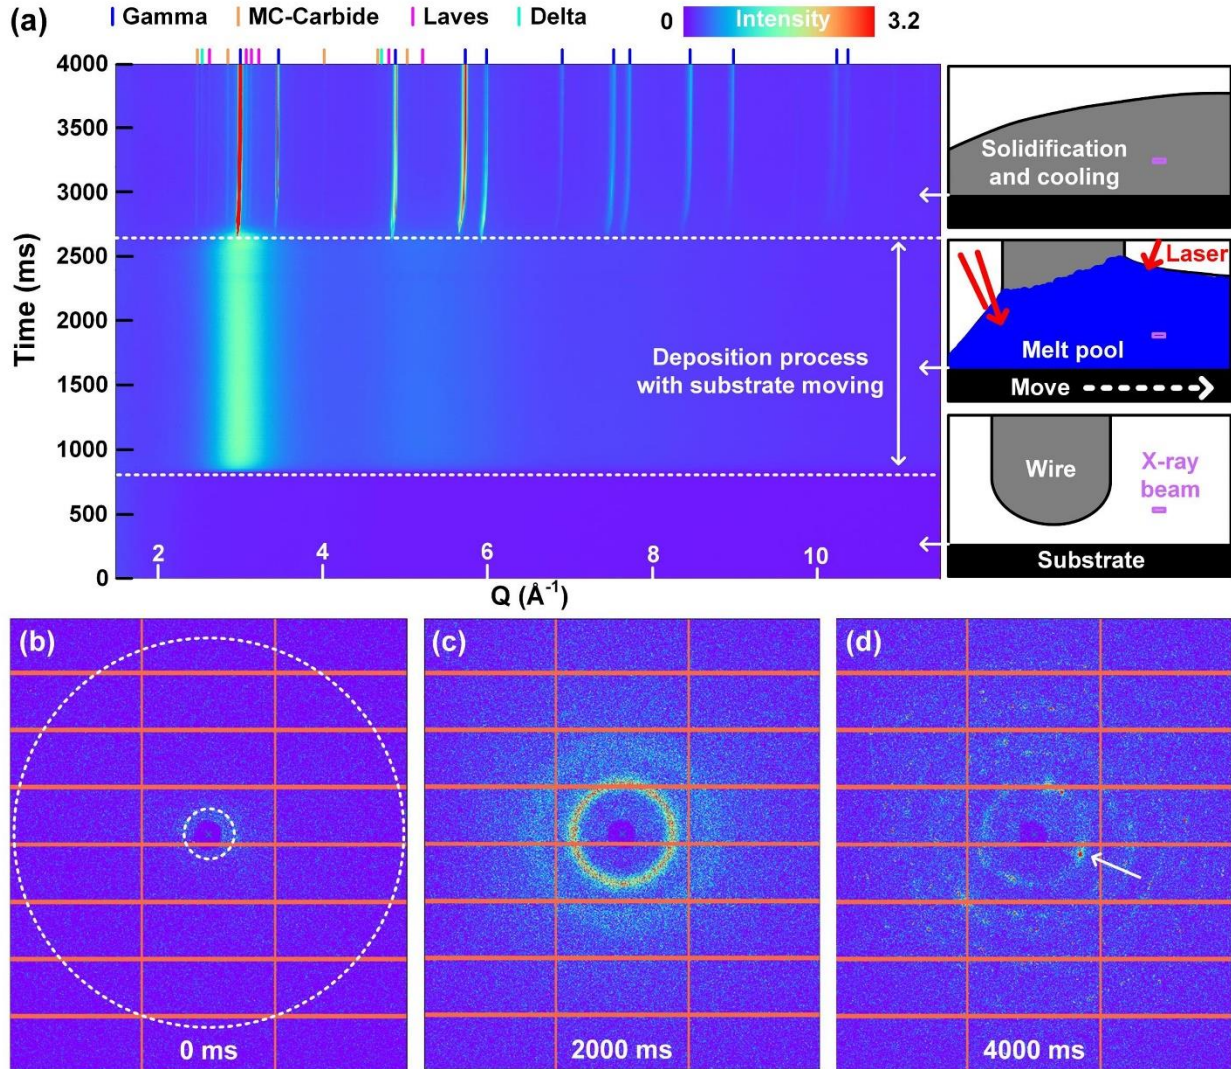 (a)
Gamma MC-Carbide Laves Delta 0 Intensity 3.2
Time (ms)
4000
3500
3000
2500
2000
1500
1000
500
0
Deposition process
with substrate moving
2 4 6 8 10
Q (Å⁻¹)
Solidification
and cooling
Laser
Melt pool
Move
Wire
X-ray
beam
Substrate
(b)
0 ms
(c)
2000 ms
(d)
4000 ms